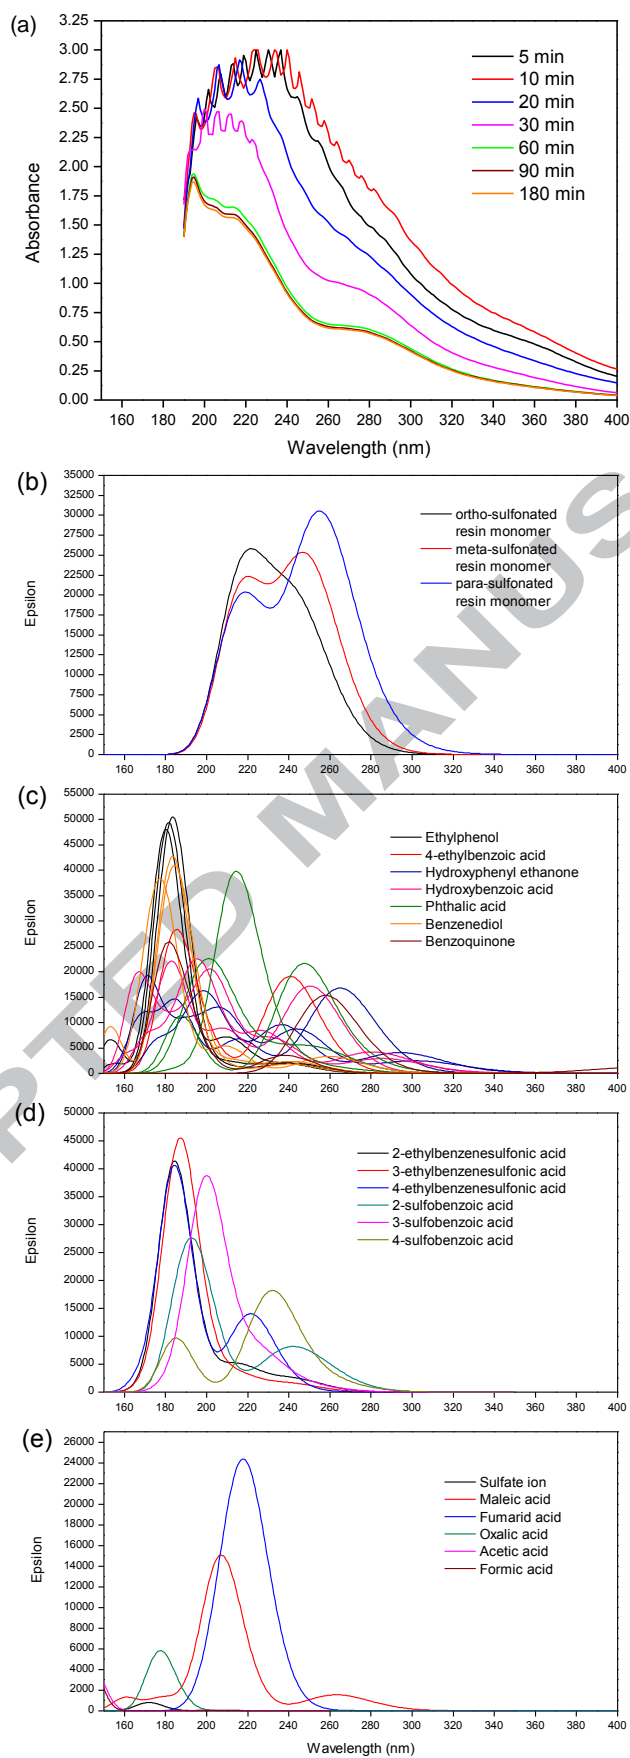 (a)
3.25
3.00
2.75
2.50
2.25
2.00
1.75
1.50
1.25
1.00
0.75
0.50
0.25
0.00
Absorbance
5 min
10 min
20 min
30 min
60 min
90 min
180 min
160 180 200 220 240 260 280 300 320 340 360 380 400
Wavelength (nm)
(b)
35000
32500
30000
27500
25000
22500
20000
17500
15000
12500
10000
7500
5000
2500
0
Epsilon
ortho-sulfonated
resin monomer
meta-sulfonated
resin monomer
para-sulfonated
resin monomer
160 180 200 220 240 260 280 300 320 340 360 380 400
(c)
55000
50000
45000
40000
35000
30000
25000
20000
15000
10000
5000
0
Epsilon
Ethylphenol
4-ethylbenzoic acid
Hydroxyphenyl ethanone
Hydroxybenzoic acid
Phthalic acid
Benzenediol
Benzoquinone
160 180 200 220 240 260 280 300 320 340 360 380 400
(d)
50000
45000
40000
35000
30000
25000
20000
15000
10000
5000
0
Epsilon
2-ethylbenzenesulfonic acid
3-ethylbenzenesulfonic acid
4-ethylbenzenesulfonic acid
2-sulfobenzoic acid
3-sulfobenzoic acid
4-sulfobenzoic acid
160 180 200 220 240 260 280 300 320 340 360 380 400
(e)
26000
24000
22000
20000
18000
16000
14000
12000
10000
8000
6000
4000
2000
0
Epsilon
Sulfate ion
Maleic acid
Fumarid acid
Oxalic acid
Acetic acid
Formic acid
160 180 200 220 240 260 280 300 320 340 360 380 400
Wavelength (nm)
PTED MANUS